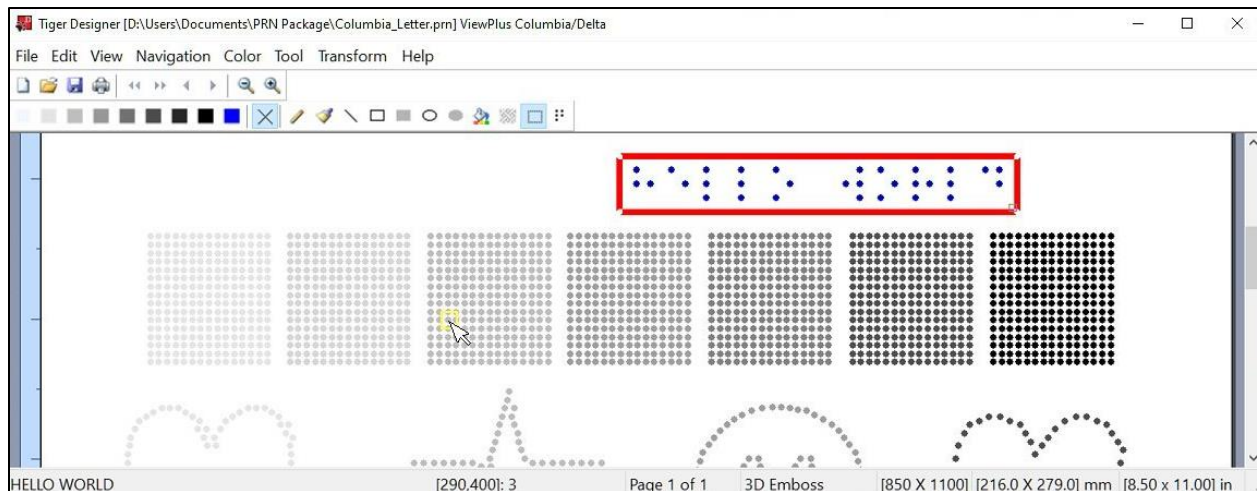 Tiger Designer [D:\Users\Documents\PRN Package\Columbia_Letter.prn] ViewPlus Columbia/Delta
File Edit View Navigation Color Tool Transform Help
⠓⠑⠇⠇⠕ ⠺⠕⠗⠇⠙
HELLO WORLD [290,400]: 3 Page 1 of 1 3D Emboss [850 X 1100] [216.0 X 279.0] mm [8.50 x 11.00] in